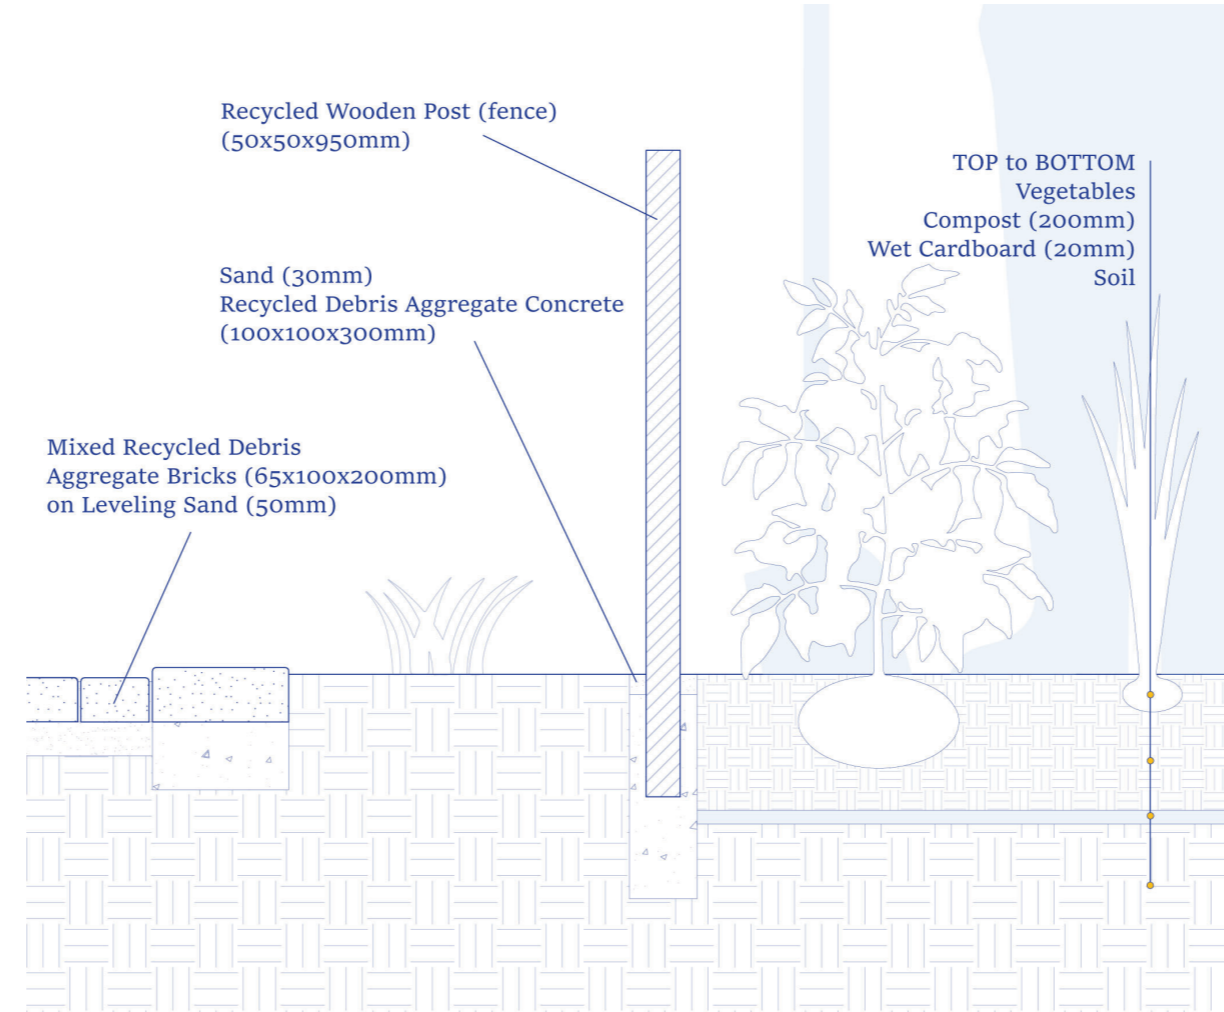 Recycled Wooden Post (fence)
(50x50x950mm)
TOP to BOTTOM
Vegetables
Compost (200mm)
Wet Cardboard (20mm)
Soil
Sand (30mm)
Recycled Debris Aggregate Concrete
(100x100x300mm)
Mixed Recycled Debris
Aggregate Bricks (65x100x200mm)
on Leveling Sand (50mm)